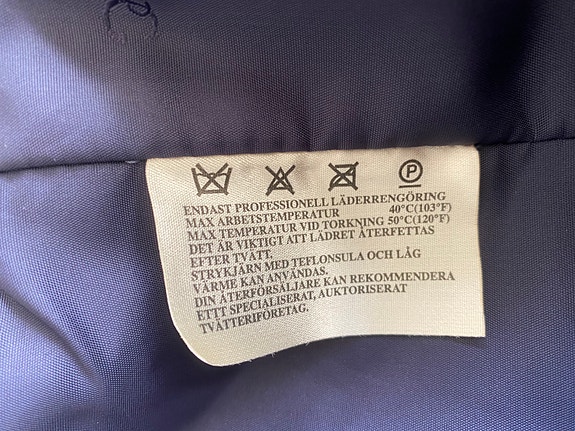 P
ENDAST PROFESSIONELL LÄDERRENGÖRING
MAX ARBETSTEMPERATUR 40°C(103°F)
MAX TEMPERATUR VID TORKNING 50°C(120°F)
DET ÄR VIKTIGT ATT LÄDRET ÅTERFETTAS
EFTER TVÄTT.
STRYKJÄRN MED TEFLONSULA OCH LÅG
VÄRME KAN ANVÄNDAS.
DIN ÅTERFÖRSÄLJARE KAN REKOMMENDERA
ETTT SPECIALISERAT, AUKTORISERAT
TVÄTTERIFÖRETAG.